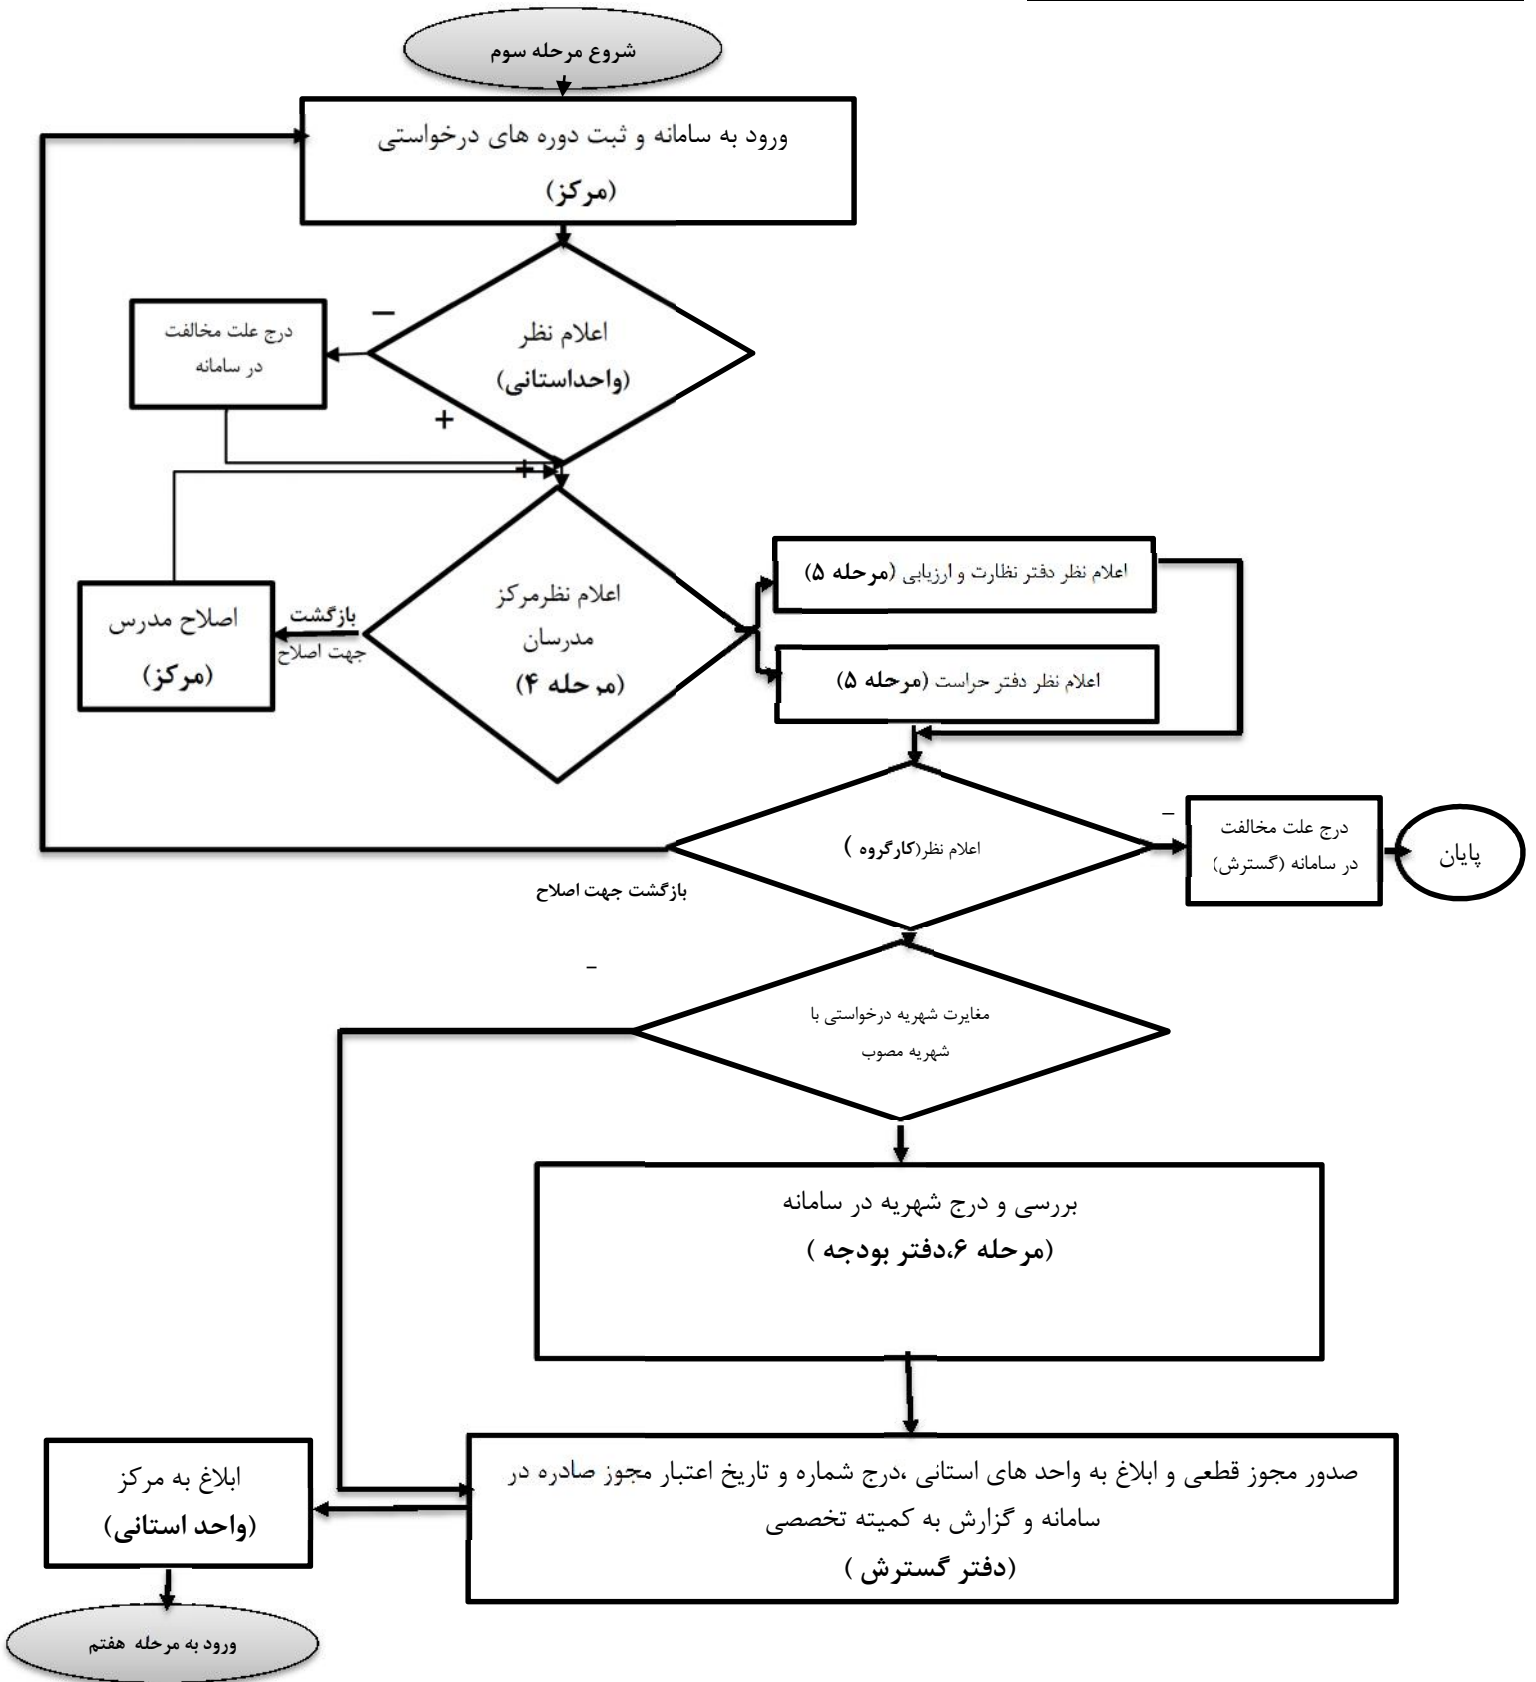 شروع مرحله سوم
ورود به سامانه و ثبت دوره های درخواستی
(مرکز)
−
درج علت مخالفت
در سامانه
اعلام نظر
(واحداستانی)
+
+
اعلام نظرمرکز
مدرسان
(مرحله ۴)
بازگشت
جهت اصلاح
اصلاح مدرس
(مرکز)
اعلام نظر دفتر نظارت و ارزیابی (مرحله ۵)
اعلام نظر دفتر حراست (مرحله ۵)
اعلام نظر(کارگروه )
−
درج علت مخالفت
در سامانه (گسترش)
پایان
بازگشت جهت اصلاح
-
مغایرت شهریه درخواستی با
شهریه مصوب
بررسی و درج شهریه در سامانه
(مرحله ۶،دفتر بودجه )
صدور مجوز قطعی و ابلاغ به واحد های استانی ،درج شماره و تاریخ اعتبار مجوز صادره در
سامانه و گزارش به کمیته تخصصی
(دفتر گسترش )
ابلاغ به مرکز
(واحد استانی)
ورود به مرحله هفتم